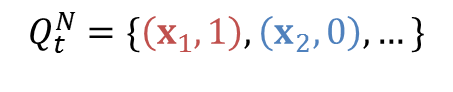 Q_t^N = {(x_1, 1), (x_2, 0), … }